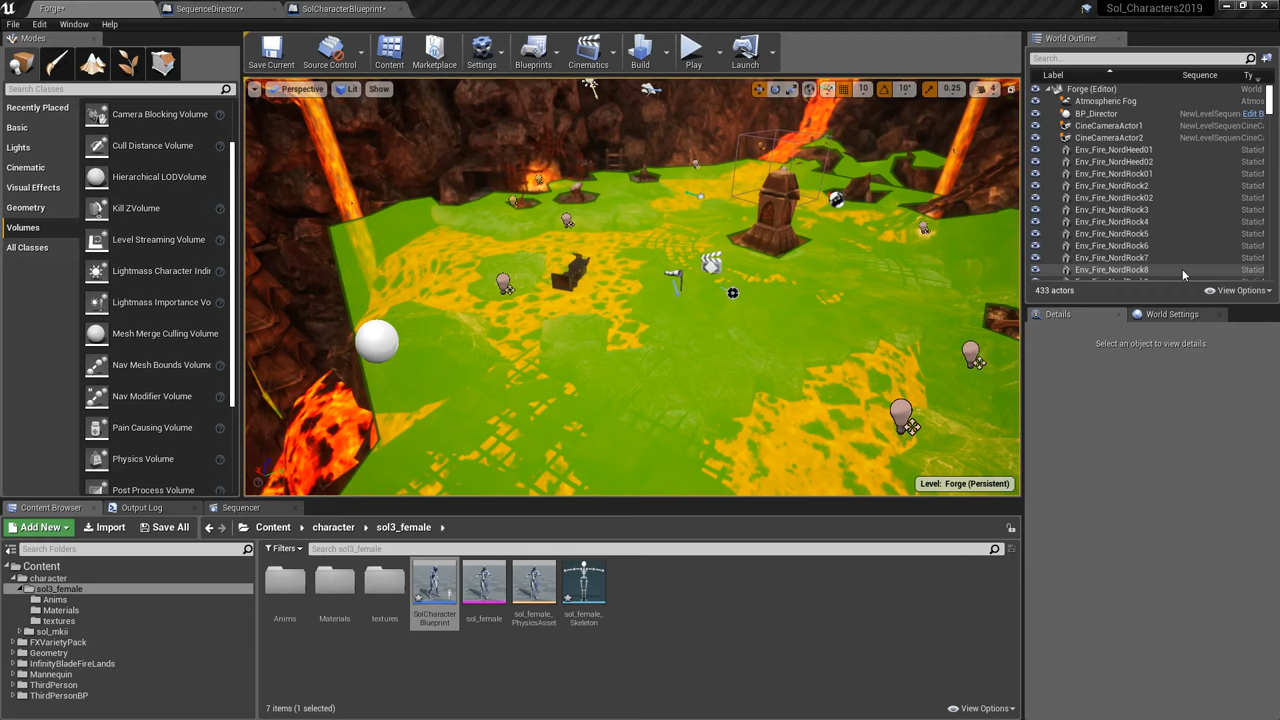 Forge*
SequenceDirector*
SolCharacterBlueprint*
Sol_Characters2019
File Edit Window Help
Modes
Search Classes
Recently Placed
Basic
Lights
Cinematic
Visual Effects
Geometry
Volumes
All Classes
Camera Blocking Volume
Cull Distance Volume
Hierarchical LODVolume
Kill ZVolume
Level Streaming Volume
Lightmass Character Indir
Lightmass Importance Vo
Mesh Merge Culling Volume
Nav Mesh Bounds Volume
Nav Modifier Volume
Pain Causing Volume
Physics Volume
Post Process Volume
Save Current Source Control Content Marketplace Settings Blueprints Cinematics Build Play Launch
Perspective Lit Show
10 10° 0.25 4
Level: Forge (Persistent)
World Outliner
Search...
Label Sequence Ty
Forge (Editor) World
Atmospheric Fog Atmos
BP_Director NewLevelSequen Edit B
CineCameraActor1 NewLevelSequen CineC
CineCameraActor2 NewLevelSequen CineC
Env_Fire_NordHeed01 Static
Env_Fire_NordHeed02 Static
Env_Fire_NordRock01 Static
Env_Fire_NordRock2 Static
Env_Fire_NordRock02 Static
Env_Fire_NordRock3 Static
Env_Fire_NordRock4 Static
Env_Fire_NordRock5 Static
Env_Fire_NordRock6 Static
Env_Fire_NordRock7 Static
Env_Fire_NordRock8 Static
433 actors
View Options
Details
World Settings
Select an object to view details.
Content Browser
Output Log
Sequencer
Add New Import Save All Content character sol3_female
Search Folders
Filters
Search sol3_female
Content
character
sol3_female
Anims
Materials
textures
sol_mkii
FXVarietyPack
Geometry
InfinityBladeFireLands
Mannequin
ThirdPerson
ThirdPersonBP
Anims
Materials
textures
SolCharacter
Blueprint
sol_female
sol_female_
PhysicsAsset
sol_female_
Skeleton
7 items (1 selected)
View Options